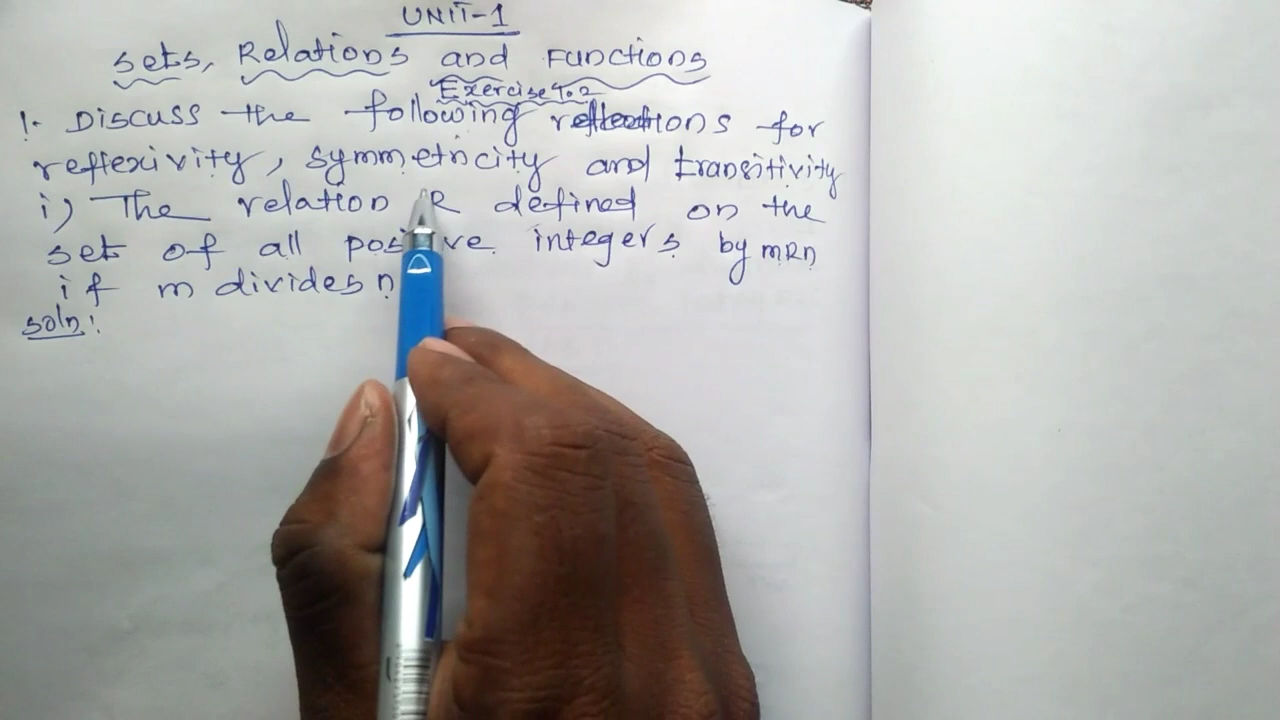 UNIT-1
Sets, Relations and Functions
Exercise 1.2
1. Discuss the following for
reflexivity, symmetricity and transitivity
i) The relation R defined on the
set of all positive integers by mRn
if m divides n
Soln: